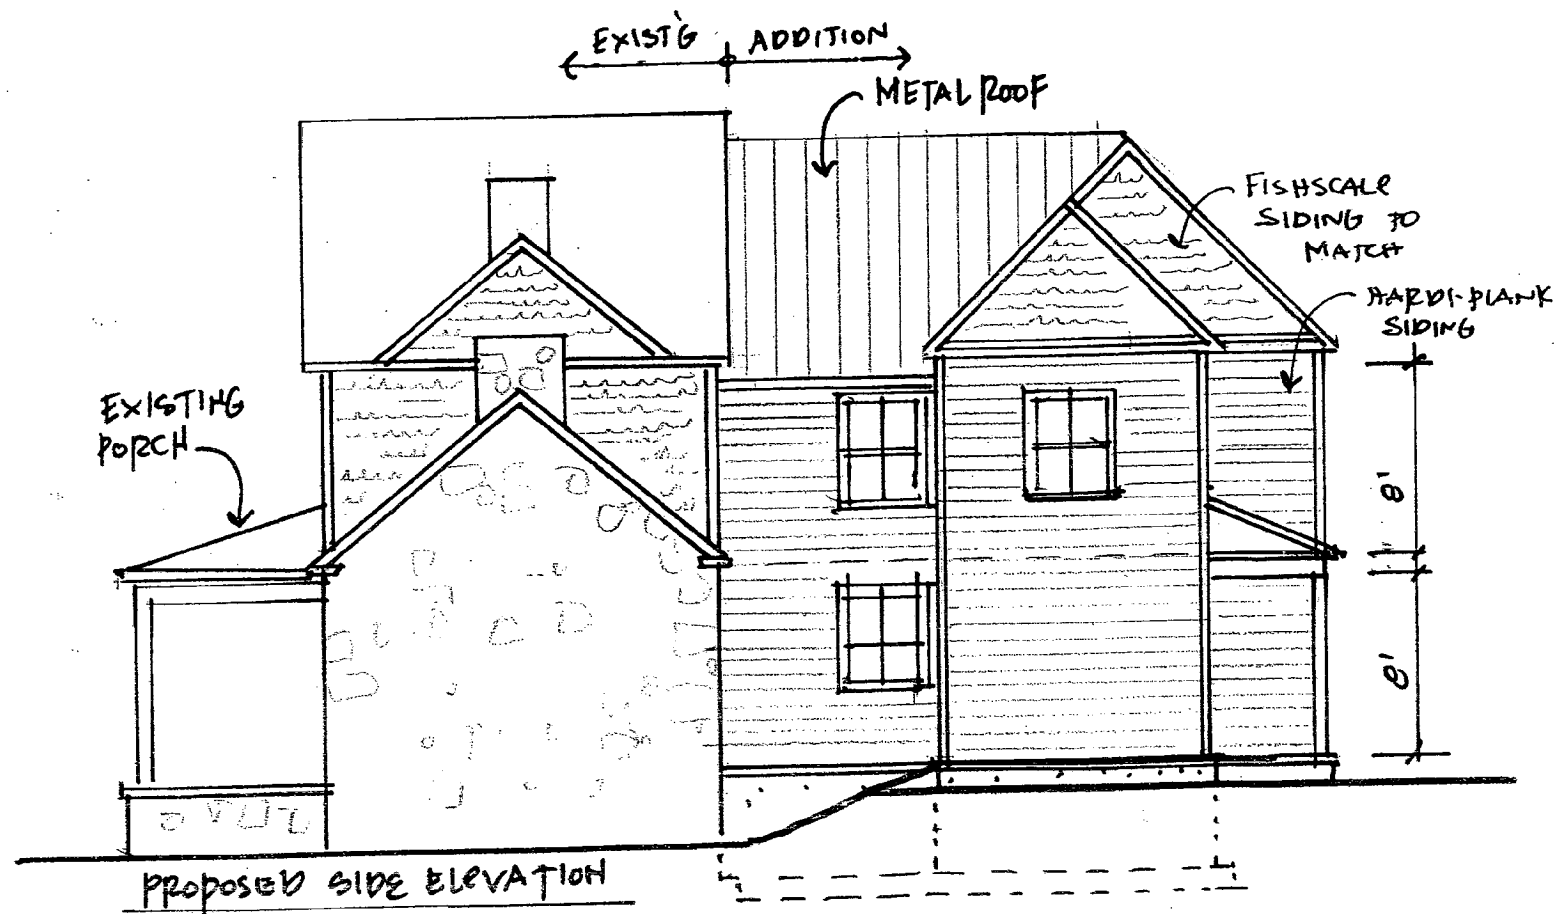 EXIST'G
ADDITION
METAL ROOF
FISHSCALE
SIDING TO
MATCH
HARDI-PLANK
SIDING
EXISTING
PORCH
8'
8'
PROPOSED SIDE ELEVATION